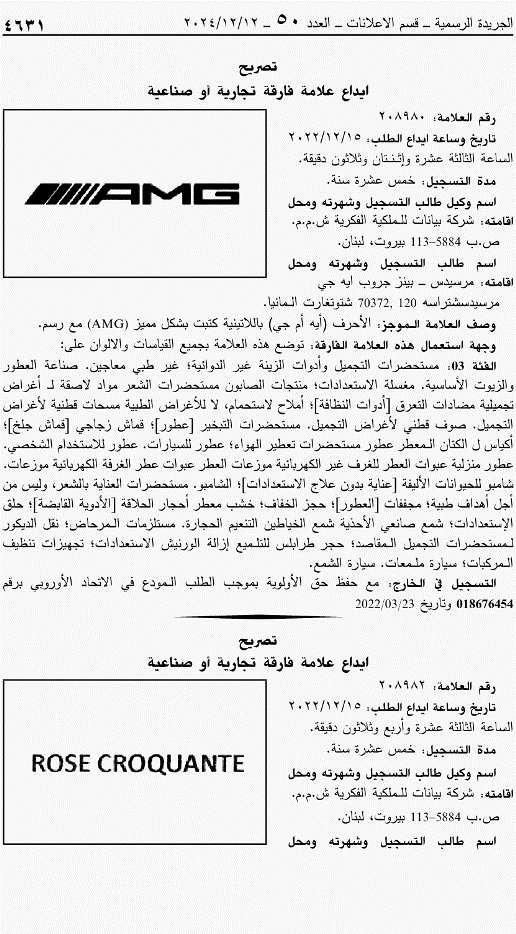 الجريدة الرسمية ـ قسم الاعلانات ـ العدد ٥٠ ـ ٢٠٢٤/١٢/١٢
٤٦٣١
تصريح
ايداع علامة فارقة تجارية أو صناعية
رقم العلامة: ٢٠٨٩٨٠
تاريخ وساعة ايداع الطلب: ٢٠٢٢/١٢/١٥
الساعة الثالثة عشرة وإثنتان وثلاثون دقيقة.
مدة التسجيل: خمس عشرة سنة.
اسم وكيل طالب التسجيل وشهرته ومحل
اقامته: شركة بيانات للملكية الفكرية ش.م.م.
ص.ب 5884–113 بيروت، لبنان.
اسم طالب التسجيل وشهرته ومحل
اقامته: مرسيدس ـ بينز جروب ايه جي
مرسيدسشتراسه 120 ,70372 شتوتغارت المانيا.
AMG
وصف العلامة الموجز: الأحرف (أيه أم جي) باللاتينية كتبت بشكل مميز (AMG) مع رسم.
وجهة استعمال هذه العلامة الفارقة: توضع هذه العلامة بجميع القياسات والالوان على:
الفئة 03: مستحضرات التجميل وأدوات الزينة غير الدوائية؛ غير طبي معاجين. صناعة العطور
والزيوت الأساسية. مغسلة الاستعدادات؛ منتجات الصابون مستحضرات الشعر مواد لاصقة لـ أغراض
تجميلية مضادات التعرق [أدوات النظافة]؛ أملاح لاستحمام، لا للأغراض الطبية مسحات قطنية لأغراض
التجميل. صوف قطني لأغراض التجميل. مستحضرات التبخير [عطور]؛ قماش زجاجي [قماش جلخ]؛
أكياس ل الكتان المعطر عطور مستحضرات تعطير الهواء؛ عطور للسيارات. عطور للاستخدام الشخصي.
عطور منزلية عبوات العطر للغرف غير الكهربائية موزعات العطر عبوات عطر الغرفة الكهربائية موزعات.
شامبو للحيوانات الأليفة [عناية بدون علاج الاستعدادات]؛ الشامبو. مستحضرات العناية بالشعر، وليس من
أجل أهداف طبية؛ مجففات [العطور]؛ حجز الخفاف؛ خشب معطر أحجار الحلاقة [الأدوية القابضة]؛ حلق
الإستعدادات؛ شمع صانعي الأحذية شمع الخياطين التنعيم الحجارة. مستلزمات المرحاض؛ نقل الديكور
لمستحضرات التجميل المقاصد؛ حجر طرابلس للتلميع إزالة الورنيش الاستعدادات؛ تجهيزات تنظيف
المركبات؛ سيارة ملمعات. سيارة الشمع.
التسجيل في الخارج: مع حفظ حق الأولوية بموجب الطلب المودع في الاتحاد الأوروبي برقم
018676454 وتاريخ 2022/03/23
تصريح
ايداع علامة فارقة تجارية أو صناعية
رقم العلامة: ٢٠٨٩٨٢
تاريخ وساعة ايداع الطلب: ٢٠٢٢/١٢/١٥
الساعة الثالثة عشرة وأربع وثلاثون دقيقة.
مدة التسجيل: خمس عشرة سنة.
اسم وكيل طالب التسجيل وشهرته ومحل
اقامته: شركة بيانات للملكية الفكرية ش.م.م.
ص.ب 5884–113 بيروت، لبنان.
اسم طالب التسجيل وشهرته ومحل
ROSE CROQUANTE